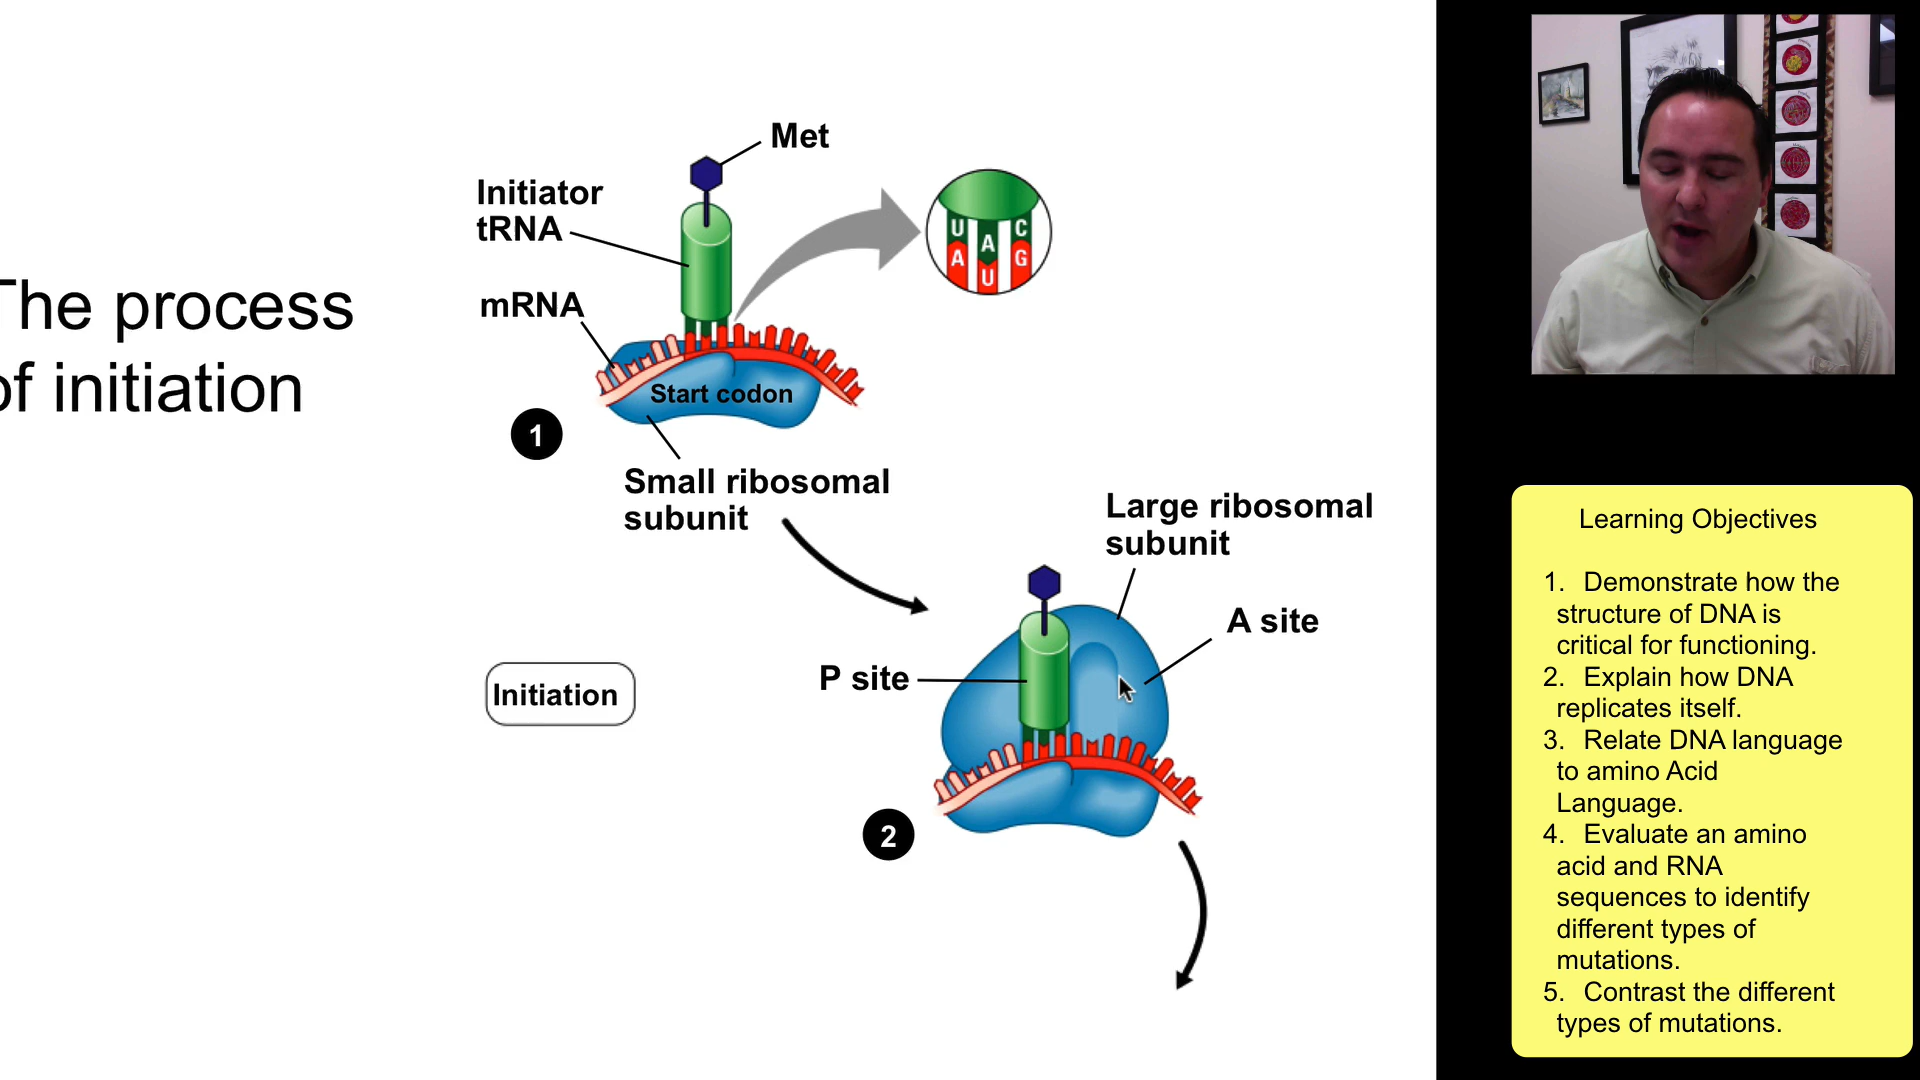 The process
of initiation
Met
Initiator
tRNA
mRNA
U A C
A U G
Start codon
1
Small ribosomal
subunit
Large ribosomal
subunit
A site
P site
Initiation
2
Learning Objectives
1. Demonstrate how the
structure of DNA is
critical for functioning.
2. Explain how DNA
replicates itself.
3. Relate DNA language
to amino Acid
Language.
4. Evaluate an amino
acid and RNA
sequences to identify
different types of
mutations.
5. Contrast the different
types of mutations.